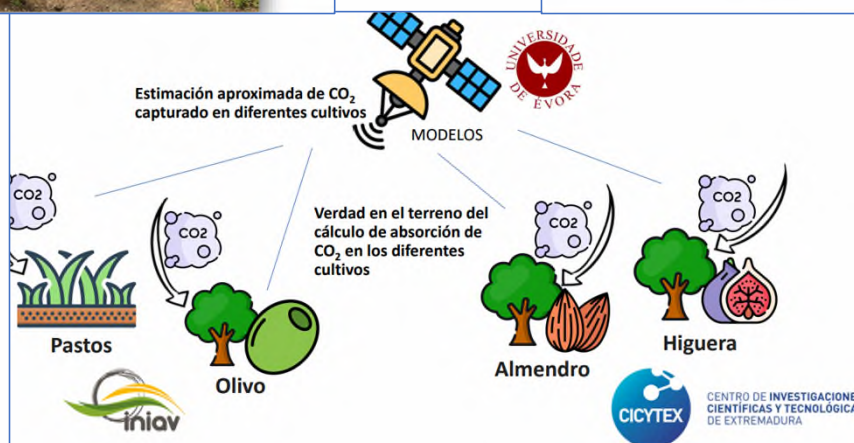 Estimación aproximada de CO₂
capturado en diferentes cultivos
MODELOS
UNIVERSIDADE
DE ÉVORA
CO2
CO2
CO2
CO2
Verdad en el terreno del
cálculo de absorción de
CO₂ en los diferentes
cultivos
Pastos
Olivo
Almendro
Higuera
iniav
CICYTEX
CENTRO DE INVESTIGACIONE
CIENTÍFICAS Y TECNOLÓGICA
DE EXTREMADURA